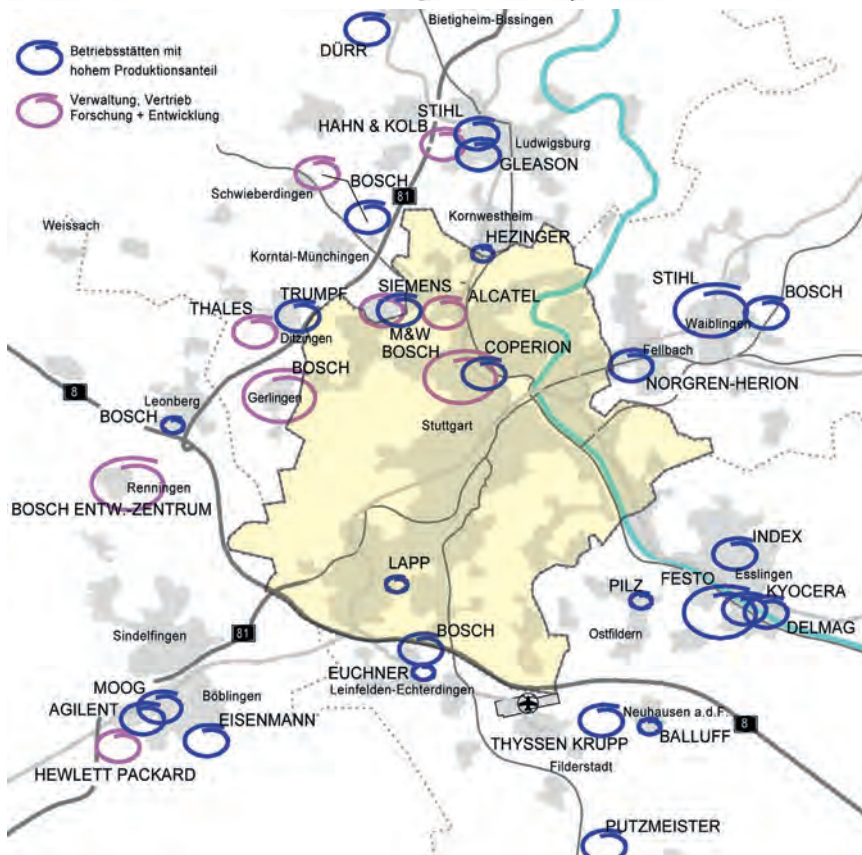 Bietigheim-Bissingen
DÜRR
Betriebsstätten mit
hohem Produktionsanteil
Verwaltung, Vertrieb
Forschung + Entwicklung
STIHL
HAHN & KOLB
Ludwigsburg
GLEASON
BOSCH
Schwieberdingen
81
Weissach
Kornwestheim
HEZINGER
Korntal-Münchingen
THALES
TRUMPF
Ditzingen
SIEMENS
ALCATEL
M&W
BOSCH
COPERION
STIHL
BOSCH
Waiblingen
Fellbach
NORGREN-HERION
BOSCH
Gerlingen
8
Leonberg
BOSCH
Stuttgart
Renningen
BOSCH ENTW.-ZENTRUM
INDEX
Esslingen
LAPP
PILZ
FESTO
KYOCERA
DELMAG
Ostfildern
Sindelfingen
81
BOSCH
EUCHNER
Leinfelden-Echterdingen
MOOG
Böblingen
AGILENT
EISENMANN
HEWLETT PACKARD
Neuhausen a.d.F.
8
THYSSEN KRUPP
BALLUFF
Filderstadt
PUTZMEISTER